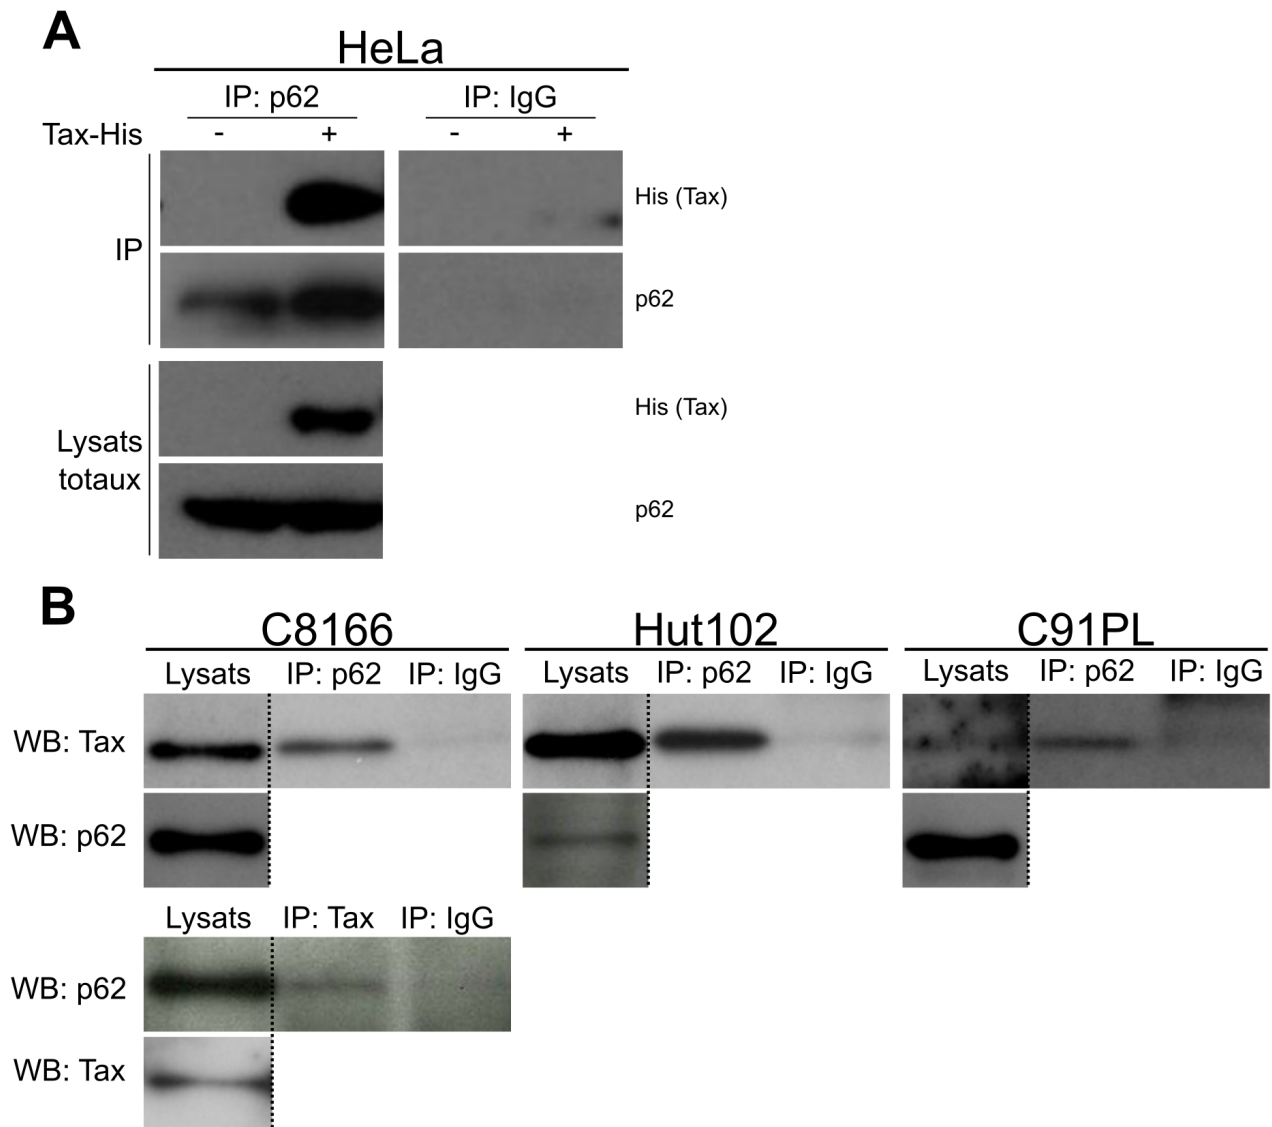 A
HeLa
IP: p62 IP: IgG
Tax-His - + - +
His (Tax)
IP
p62
His (Tax)
Lysats
totaux
p62
B
C8166 Hut102 C91PL
Lysats IP: p62 IP: IgG Lysats IP: p62 IP: IgG Lysats IP: p62 IP: IgG
WB: Tax
WB: p62
Lysats IP: Tax IP: IgG
WB: p62
WB: Tax